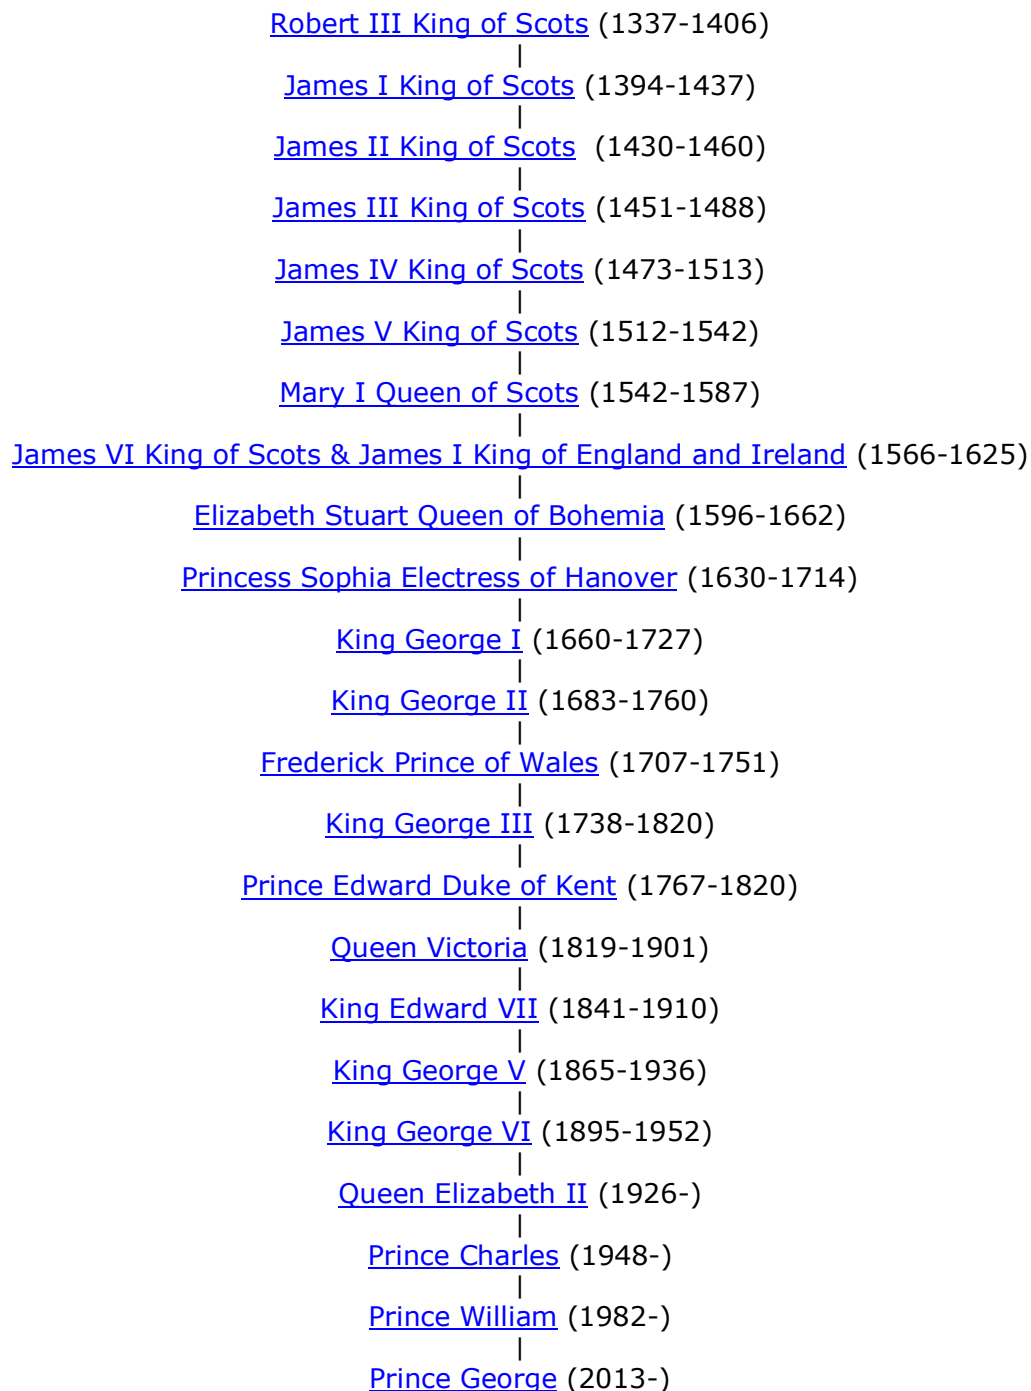 Robert III King of Scots (1337-1406)
James I King of Scots (1394-1437)
James II King of Scots (1430-1460)
James III King of Scots (1451-1488)
James IV King of Scots (1473-1513)
James V King of Scots (1512-1542)
Mary I Queen of Scots (1542-1587)
James VI King of Scots & James I King of England and Ireland (1566-1625)
Elizabeth Stuart Queen of Bohemia (1596-1662)
Princess Sophia Electress of Hanover (1630-1714)
King George I (1660-1727)
King George II (1683-1760)
Frederick Prince of Wales (1707-1751)
King George III (1738-1820)
Prince Edward Duke of Kent (1767-1820)
Queen Victoria (1819-1901)
King Edward VII (1841-1910)
King George V (1865-1936)
King George VI (1895-1952)
Queen Elizabeth II (1926-)
Prince Charles (1948-)
Prince William (1982-)
Prince George (2013-)